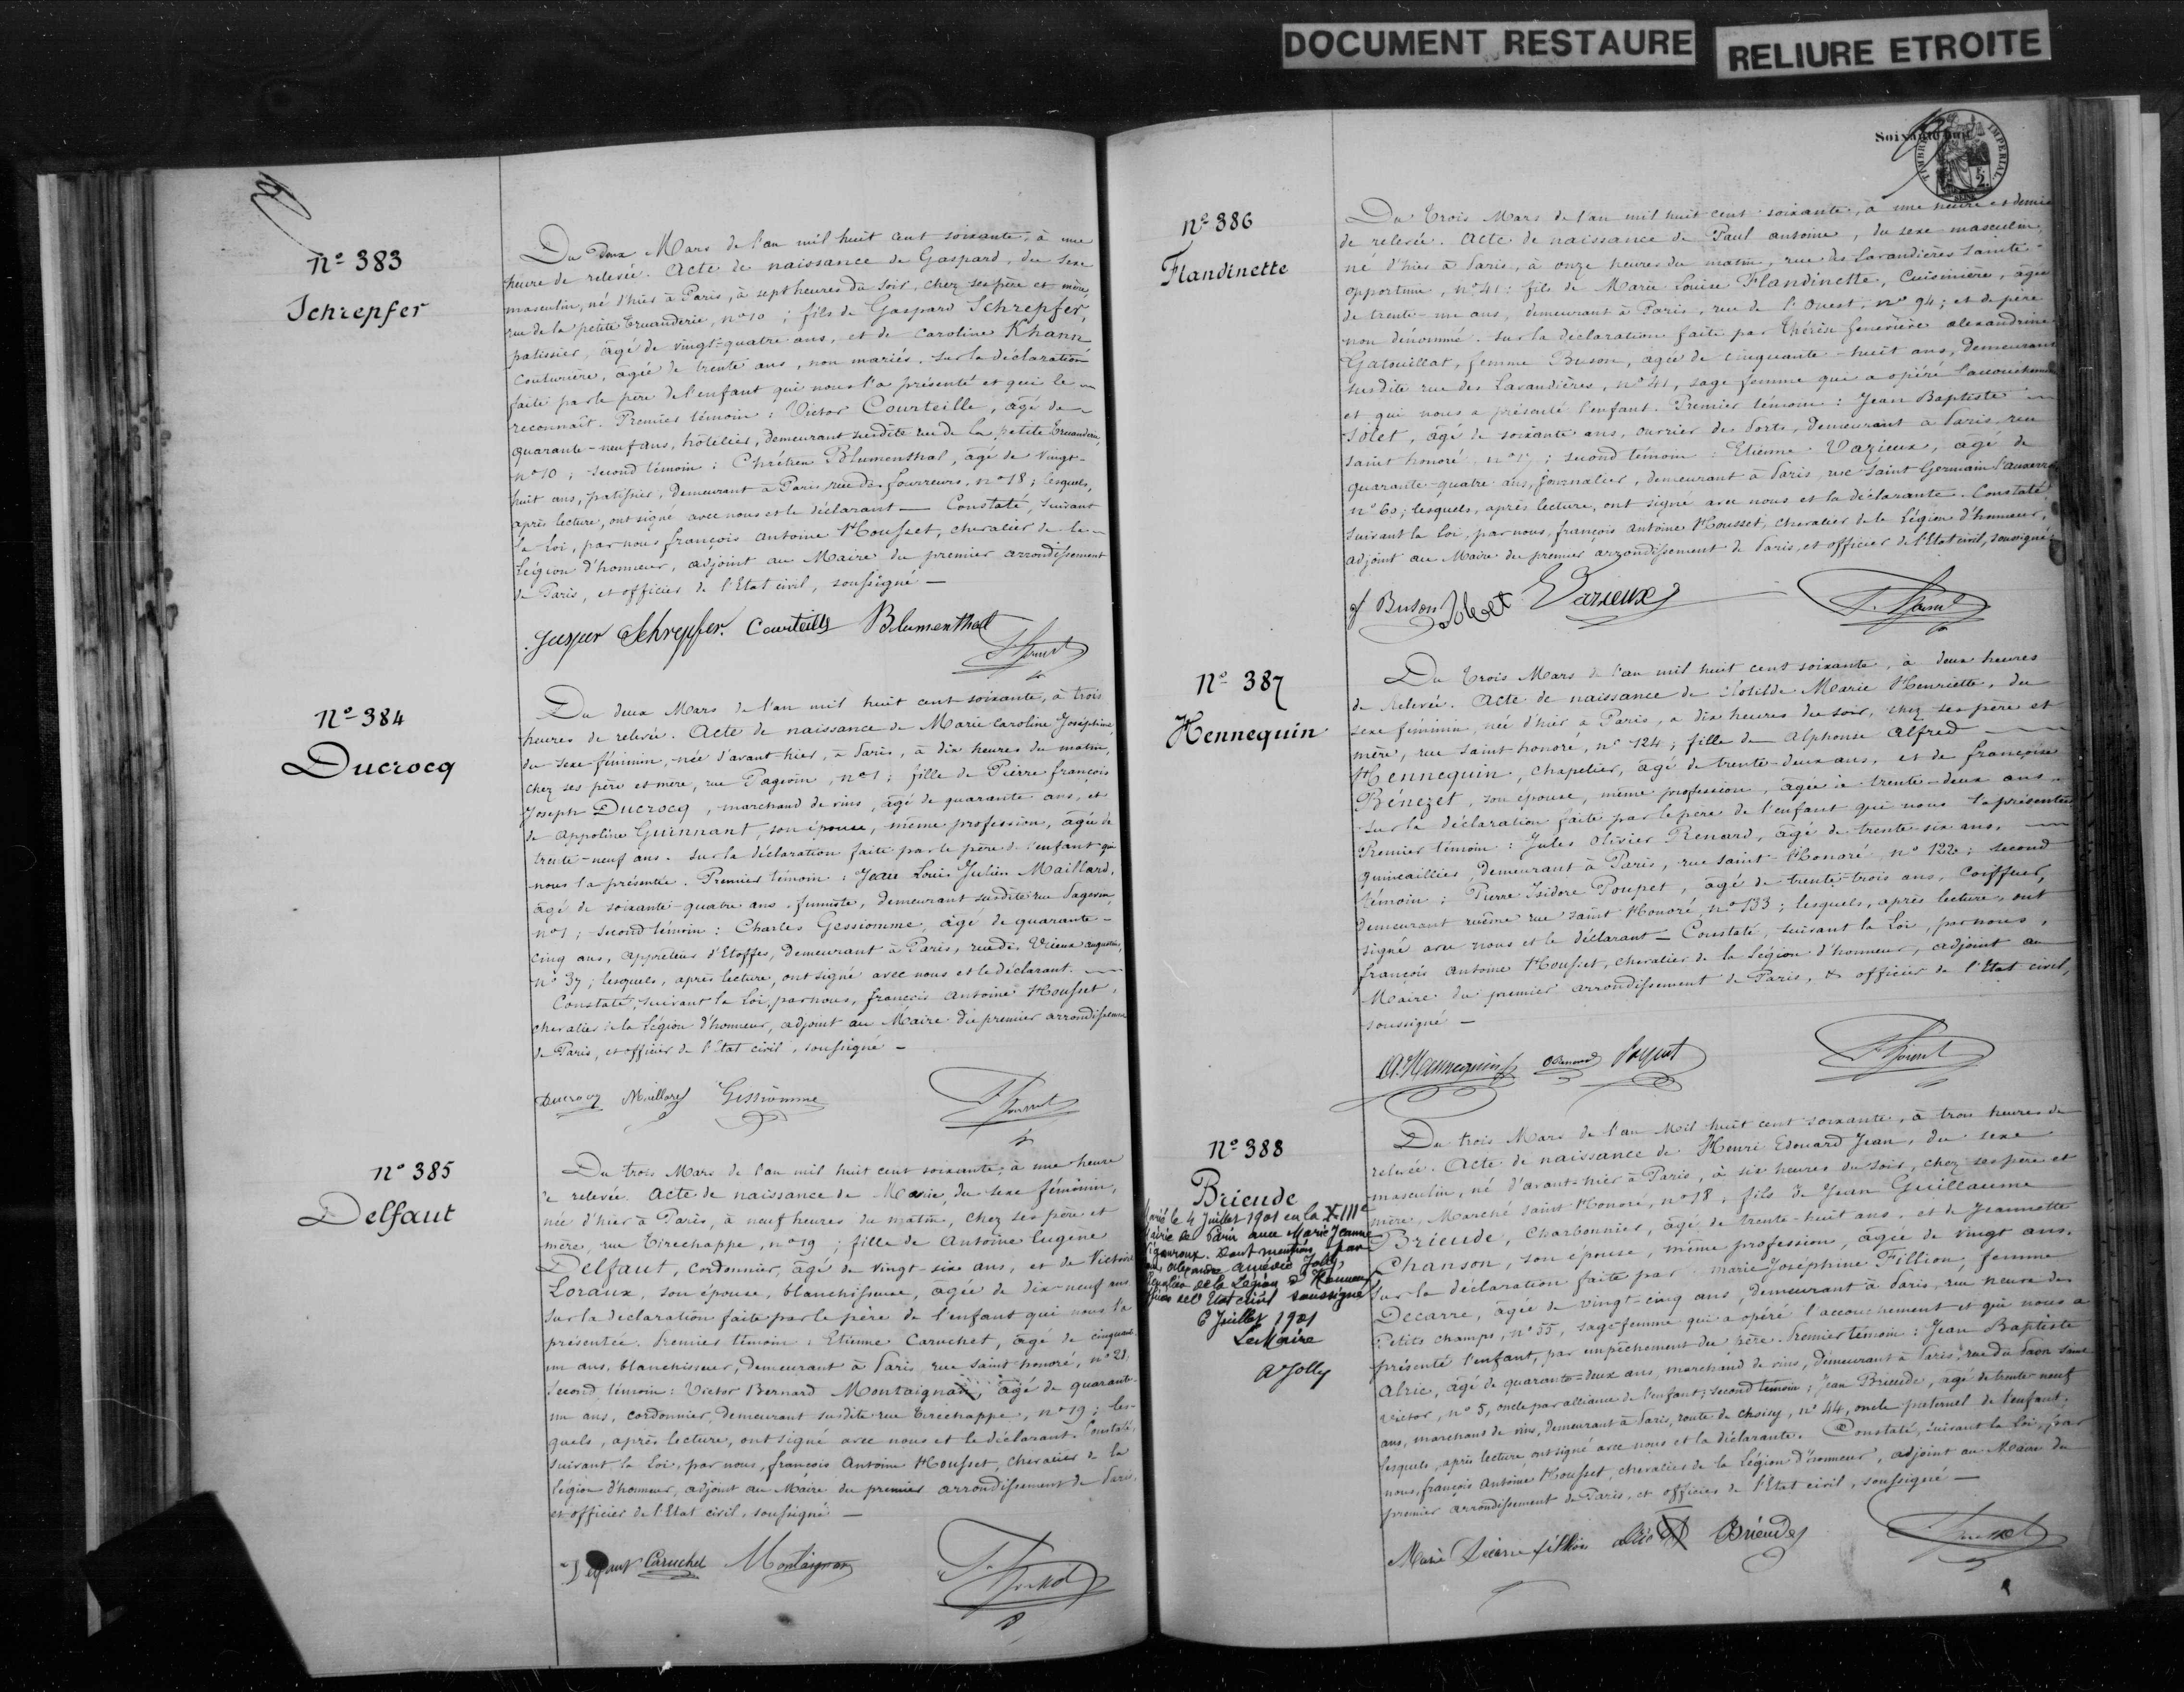 DOCUMENT RESTAURE
RELIURE ETROITE
N° 383
Schrepfer
Du Deux Mars de l'an mil huit cent soixante, à une
heure de relevée. Acte de naissance de Gaspard, du sexe
masculin, né d'hier à Paris, à sept heures du soir, chez ses père et mère,
rue de la petite Truanderie, n° 10 ; fils de Gaspard Schrepfer,
patissier, âgé de vingt-quatre ans, et de Caroline Khann
couturière, âgée de trente ans, non mariés. Sur la déclaration
faite par le père de l'enfant qui nous l'a présenté et qui le
reconnaît. Premier témoin : Victor Courteille, âgé de
quarante-neuf ans, hôtelier, demeurant susdite rue de la petite Truanderie,
n° 10 ; second témoin : Chrétien Blumenthal, âgé de vingt-
huit ans, patissier, demeurant à Paris, rue des fourreurs, n° 18 ; lesquels,
après lecture, ont signé avec nous et le déclarant — Constaté, suivant
la Loi, par nous françois antoine Housset, chevalier de la
Légion d'honneur, adjoint au Maire du premier arrondissement
de Paris, et officier de l'Etat civil, soussigné —
Gaspar Schrepfer. Courteille Blumenthal
N° 384
Ducrocq
Du deux Mars de l'an mil huit cent soixante, à trois
heures de relevée. Acte de naissance de Marie Caroline Joséphine,
du sexe féminin, née d'avant-hier, à Paris, à dix heures du matin,
chez ses père et mère, rue Pagevin, n° 1 ; fille de Pierre françois
Joseph Ducrocq, marchand de vins, âgé de quarante ans, et
de Appoline Guinnant, son épouse, même profession, âgée de
trente-neuf ans. Sur la déclaration faite par le père de l'enfant qui
nous l'a présentée. Premier témoin : Jean Louis Julien Maillard,
âgé de soixante-quatre ans, fumiste, demeurant susdite rue Pagevin,
n° 1 ; Second témoin : Charles Gessiomme, âgé de quarante-
cinq ans, apprêteur d'Etoffes, demeurant à Paris, rue des Vieux augustins,
n° 37 ; lesquels, après lecture, ont signé avec nous et le déclarant.
Constaté, suivant la Loi, par nous, françois Antoine Housset,
chevalier de la Légion d'honneur, adjoint au Maire du premier arrondissement
de Paris, et officier de l'état civil, soussigné —
Ducrocq Maillard Gessiomme
N° 385
Delfaut
Du trois Mars de l'an mil huit cent soixante, à une heure
de relevée. Acte de naissance de Marie, du sexe féminin,
née d'hier à Paris, à neuf heures du matin, chez ses père et
mère, rue Tirechappe, n° 19 ; fille de Antoine Eugène
Delfaut, cordonnier, âgé de vingt-six ans, et de Victoire
Loraux, son épouse, blanchisseuse, âgée de dix-neuf ans
Sur la déclaration faite par le père de l'enfant qui nous l'a
présentée. Premier témoin : Etienne Caruchet, âgé de cinquante-
un ans, blanchisseur, demeurant à Paris, rue saint honoré, n° 21,
Second témoin : Victor Bernard Montaignan, âgé de quarante-
un ans, cordonnier, demeurant susdite rue Tirechappe, n° 19 ; les-
quels, après lecture, ont signé avec nous et le déclarant. Constaté,
suivant la Loi, par nous, françois Antoine Housset, chevalier de la
Légion d'honneur, adjoint au Maire du premier arrondissement de Paris,
et officier de l'Etat civil, soussigné —
Delfaut Caruchet Montaignan
TIMBRE IMPERIAL
N° 386
Flandinette
Du Trois Mars de l'an mil huit cent soixante, à une heure et demie
de relevée. Acte de naissance de Paul antoine, du sexe masculin,
né d'hier à Paris, à onze heures du matin, rue des Lavandières Sainte-
Opportune, n° 41 : fils de Marie Louise Flandinette, Cuisinière, âgée
de trente-un ans, demeurant à Paris, rue de l'Ouest, n° 94 ; et de père
non dénommé. Sur la déclaration faite par Thérèse Geneviève alexandrine
Gatouillat, femme Buson, âgée de cinquante-huit ans, demeurant
susdite rue des Lavandières, n° 41, sage femme qui a opéré l'accouchement
et qui nous a présenté l'enfant. Premier témoin : Jean Baptiste
Jolet, âgé de soixante ans, ouvrier des Ports, demeurant à Paris, rue
saint honoré, ; second témoin : Etienne Varieux, âgé de
quarante-quatre ans, journalier, demeurant à Paris, rue Saint Germain l'auxerrois
n° 60 ; lesquels, après lecture, ont signé avec nous et la déclarante. Constaté,
suivant la Loi, par nous, françois Antoine Housset, chevalier de la Légion d'honneur,
adjoint au Maire du premier arrondissement de Paris, et officier de l'Etat civil, soussigné.
f Buson Varieux
N° 387
Hennequin
Du Trois Mars de l'an mil huit cent soixante, à deux heures
de relevée. Acte de naissance de Clotilde Marie Henriette, du
sexe féminin, née d'hier à Paris, à dix heures du soir, chez ses père et
mère, rue saint honoré, n° 124 ; fille de Alphonse Alfred
Hennequin, chapelier, âgé de trente-deux ans, et de françoise
Bénezet, son épouse, même profession, âgée de trente-deux ans.
Sur la déclaration faite par le père de l'enfant qui nous l'a présentée
Premier témoin : Jules Olivier Renard, âgé de trente-six ans,
quincaillier, demeurant à Paris, rue saint-Honoré, n° 122 ; second
témoin : Pierre Isidore Poupet, âgé de trente-trois ans, coiffeur,
demeurant même rue saint Honoré, n° 133 ; lesquels, après lecture, ont
signé avec nous et le déclarant — Constaté, suivant la Loi, par nous,
françois Antoine Housset, chevalier de la Légion d'honneur, adjoint au
Maire du premier arrondissement de Paris, & officier de l'Etat civil,
soussigné —
A. Hennequin Renard Poupet
N° 388
Brieude
Marié le 4 Juillet 1901 en la XIIIe
Mairie de Paris avec Marie Jeanne
Vigouroux. Dont mention par
nous, Alexandre Amédée Jolly,
Chevalier de la Légion d'Honneur
Officier de l'Etat civil soussigné
6 Juillet 1901
Le Maire
A Jolly
Du trois Mars de l'an Mil huit cent soixante, à trois heures de
relevée. Acte de naissance de Henri Edouard Jean, du sexe
masculin, né d'avant-hier à Paris, à six heures du soir, chez ses père et
mère, Marché Saint-Honoré, n° 18, fils de Jean Guillaume
Brieude, Charbonnier, âgé de trente-huit ans, et de Jeannette
Chanson, son épouse, même profession, âgée de vingt ans.
Sur la déclaration faite par Marie Joséphine Fillion, femme
Decarre, âgée de vingt-cinq ans, demeurant à Paris, rue neuve des
Petits champs, n° 55, sage-femme qui a opéré l'accouchement et qui nous a
présenté l'enfant, par empêchement du père. Premier témoin : Jean Baptiste
Alric, âgé de quarante-deux ans, marchand de vins, demeurant à Paris, rue du Paon Saint
Victor, n° 5, oncle par alliance de l'enfant ; second témoin, Jean Brieude, âgé de trente-neuf
ans, marchand de vins, demeurant à Paris, route de choisy, n° 44, oncle paternel de l'enfant ;
lesquels, après lecture, ont signé avec nous et la déclarante. Constaté, suivant la Loi, par
nous, françois Antoine Housset, chevalier de la Légion d'honneur, adjoint au Maire du
premier arrondissement de Paris, et officier de l'Etat civil, soussigné —
Marie fillion alric Brieude